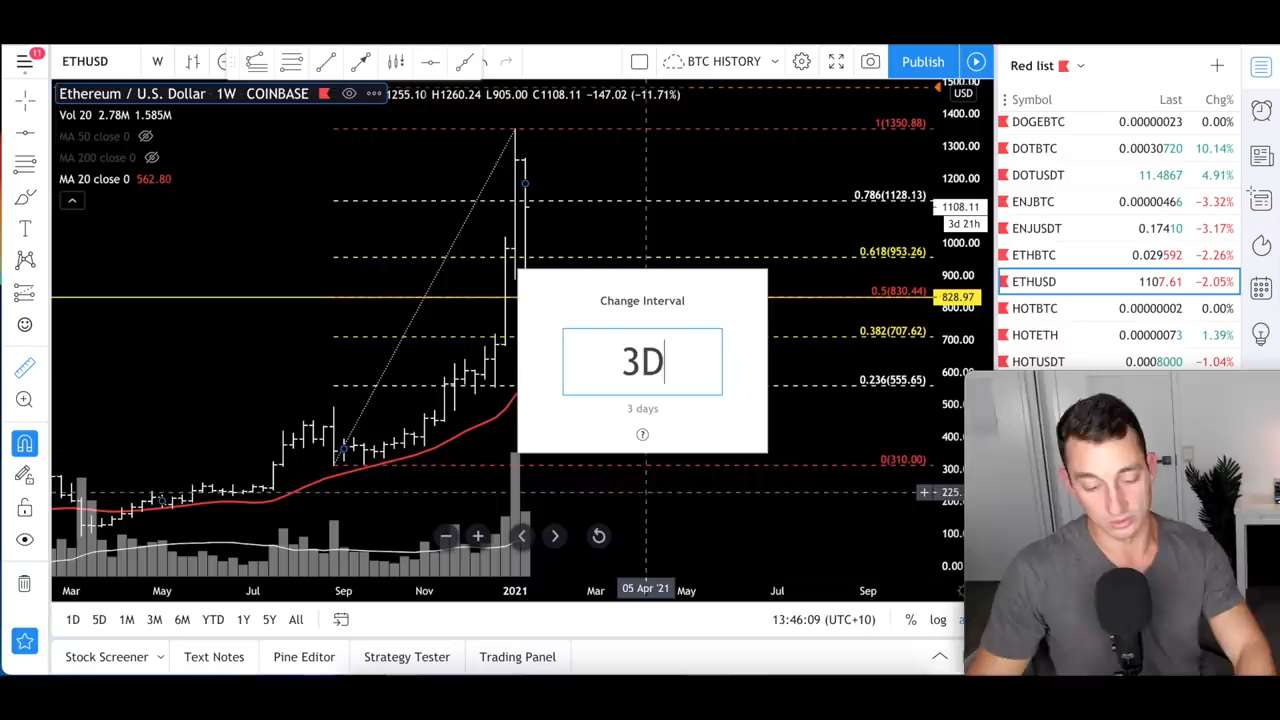 11
ETHUSD
W
BTC HISTORY
Publish
Red list
Ethereum / U.S. Dollar 1W COINBASE
1255.10 H1260.24 L905.00 C1108.11 −147.02 (−11.71%)
Vol 20 2.78M 1.585M
MA 50 close 0
MA 200 close 0
MA 20 close 0 562.80
1(1350.88)
0.786(1128.13)
0.618(953.26)
0.5(830.44)
0.382(707.62)
0.236(555.65)
0(310.00)
1500.00
USD
1400.00
1300.00
1200.00
1108.11
3d 21h
1000.00
900.00
828.97
800.00
700.00
600.00
500.
400.
300.
225.
200.
100.
0.00
Change Interval
3D
3 days
?
Mar
May
Jul
Sep
Nov
2021
Mar
05 Apr '21
May
Jul
Sep
1D 5D 1M 3M 6M YTD 1Y 5Y All
13:46:09 (UTC+10)
%
log
a
Stock Screener
Text Notes
Pine Editor
Strategy Tester
Trading Panel
Symbol Last Chg%
DOGEBTC 0.00000023 0.00%
DOTBTC 0.00030720 10.14%
DOTUSDT 11.4867 4.91%
ENJBTC 0.00000466 −3.32%
ENJUSDT 0.17410 −3.17%
ETHBTC 0.029592 −2.26%
ETHUSD 1107.61 −2.05%
HOTBTC 0.00000002 0.00%
HOTETH 0.00000073 1.39%
HOTUSDT 0.0008000 −1.04%